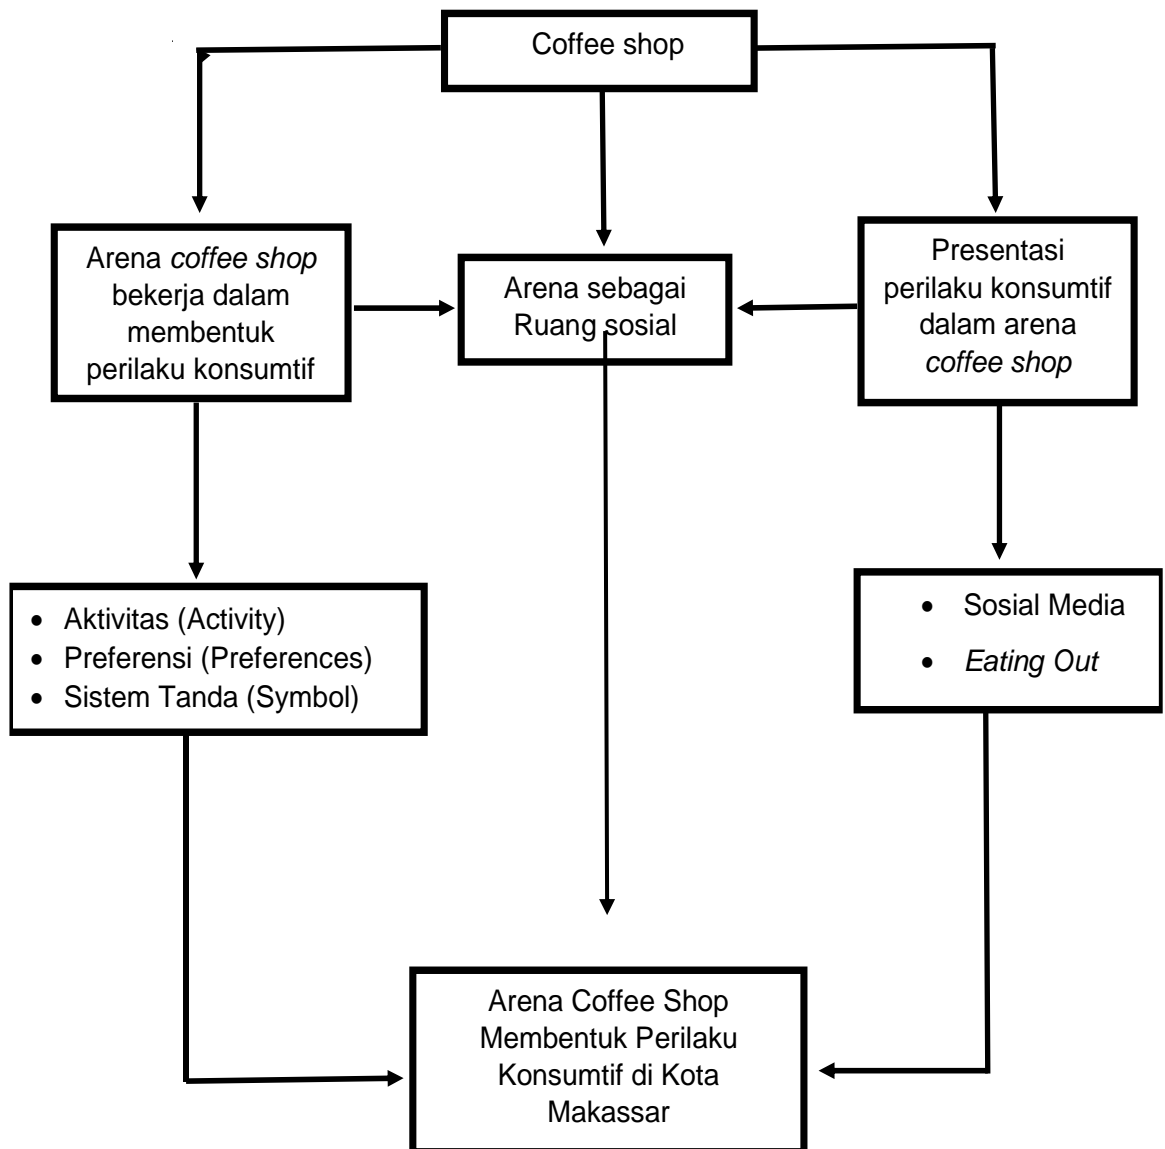 Coffee shop
Arena coffee shop
bekerja dalam
membentuk
perilaku konsumtif
Arena sebagai
Ruang sosial
Presentasi
perilaku konsumtif
dalam arena
coffee shop
• Aktivitas (Activity)
• Preferensi (Preferences)
• Sistem Tanda (Symbol)
• Sosial Media
• Eating Out
Arena Coffee Shop
Membentuk Perilaku
Konsumtif di Kota
Makassar